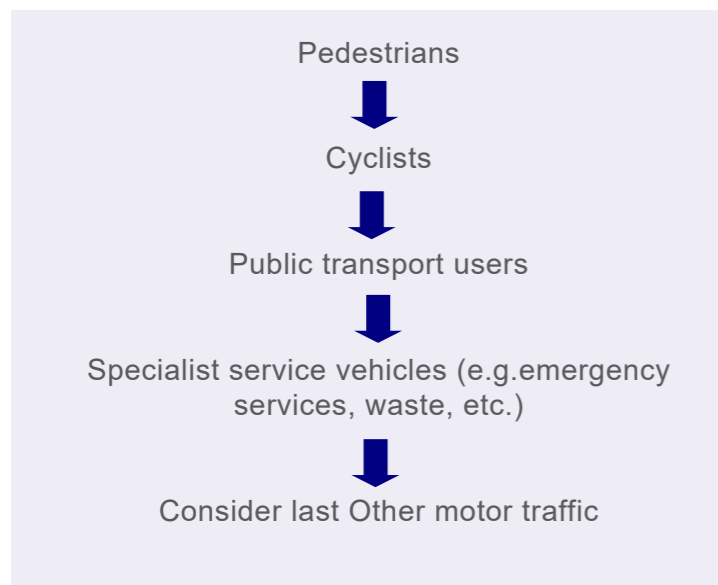 Pedestrians
Cyclists
Public transport users
Specialist service vehicles (e.g.emergency
services, waste, etc.)
Consider last Other motor traffic